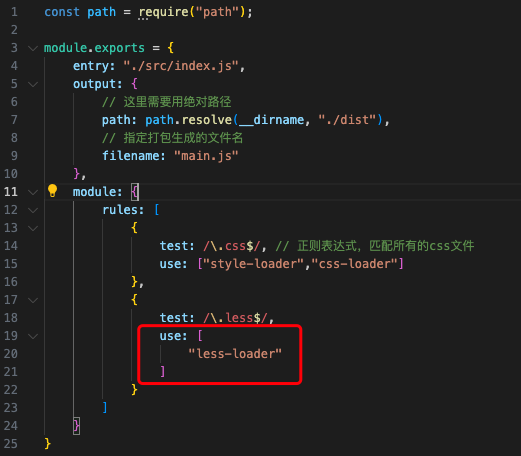 1 const path = require("path");
2
3 module.exports = {
4     entry: "./src/index.js",
5     output: {
6         // 这里需要用绝对路径
7         path: path.resolve(__dirname, "./dist"),
8         // 指定打包生成的文件名
9         filename: "main.js"
10     },
11     module: {
12         rules: [
13             {
14                 test: /\.css$/, // 正则表达式，匹配所有的css文件
15                 use: ["style-loader","css-loader"]
16             },
17             {
18                 test: /\.less$/,
19                 use: [
20                     "less-loader"
21                 ]
22             }
23         ]
24     }
25 }